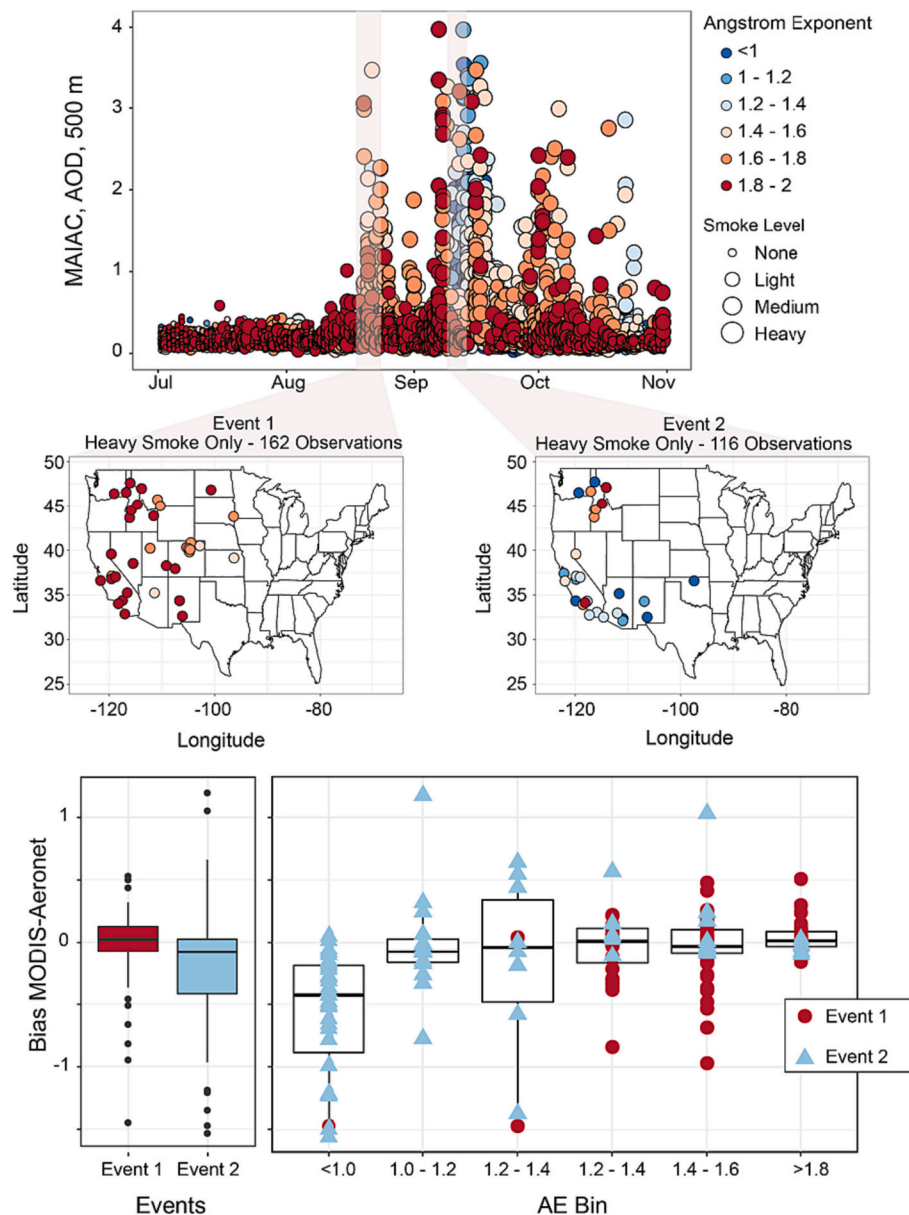 MAIAC, AOD, 500 m
4
3
2
1
0
Jul
Aug
Sep
Oct
Nov
Angstrom Exponent
<1
1 - 1.2
1.2 - 1.4
1.4 - 1.6
1.6 - 1.8
1.8 - 2
Smoke Level
None
Light
Medium
Heavy
Event 1
Heavy Smoke Only - 162 Observations
Latitude
50
45
40
35
30
25
-120
-100
-80
Longitude
Event 2
Heavy Smoke Only - 116 Observations
Latitude
50
45
40
35
30
25
-120
-100
-80
Longitude
Bias MODIS-Aeronet
1
0
-1
Event 1
Event 2
Events
<1.0
1.0 - 1.2
1.2 - 1.4
1.2 - 1.4
1.4 - 116
>1.8
AE Bin
Event 1
Event 2